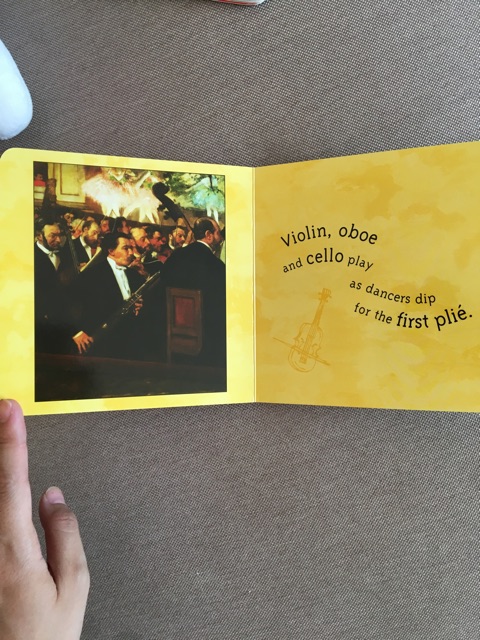 Violin, oboe
and cello play
as dancers dip
for the first plié.